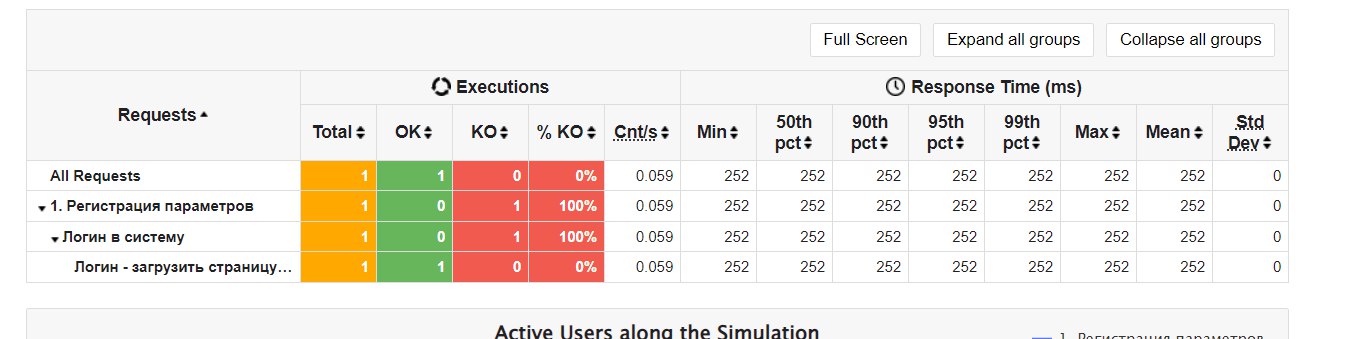 Full Screen Expand all groups Collapse all groups
Requests Executions Response Time (ms)
Total OK KO % KO Cnt/s Min 50th pct 90th pct 95th pct 99th pct Max Mean Std Dev
All Requests 1 1 0 0% 0.059 252 252 252 252 252 252 252 0
1. Регистрация параметров 1 0 1 100% 0.059 252 252 252 252 252 252 252 0
Логин в систему 1 0 1 100% 0.059 252 252 252 252 252 252 252 0
Логин - загрузить страницу… 1 1 0 0% 0.059 252 252 252 252 252 252 252 0
Active Users along the Simulation
1. Регистрация параметров